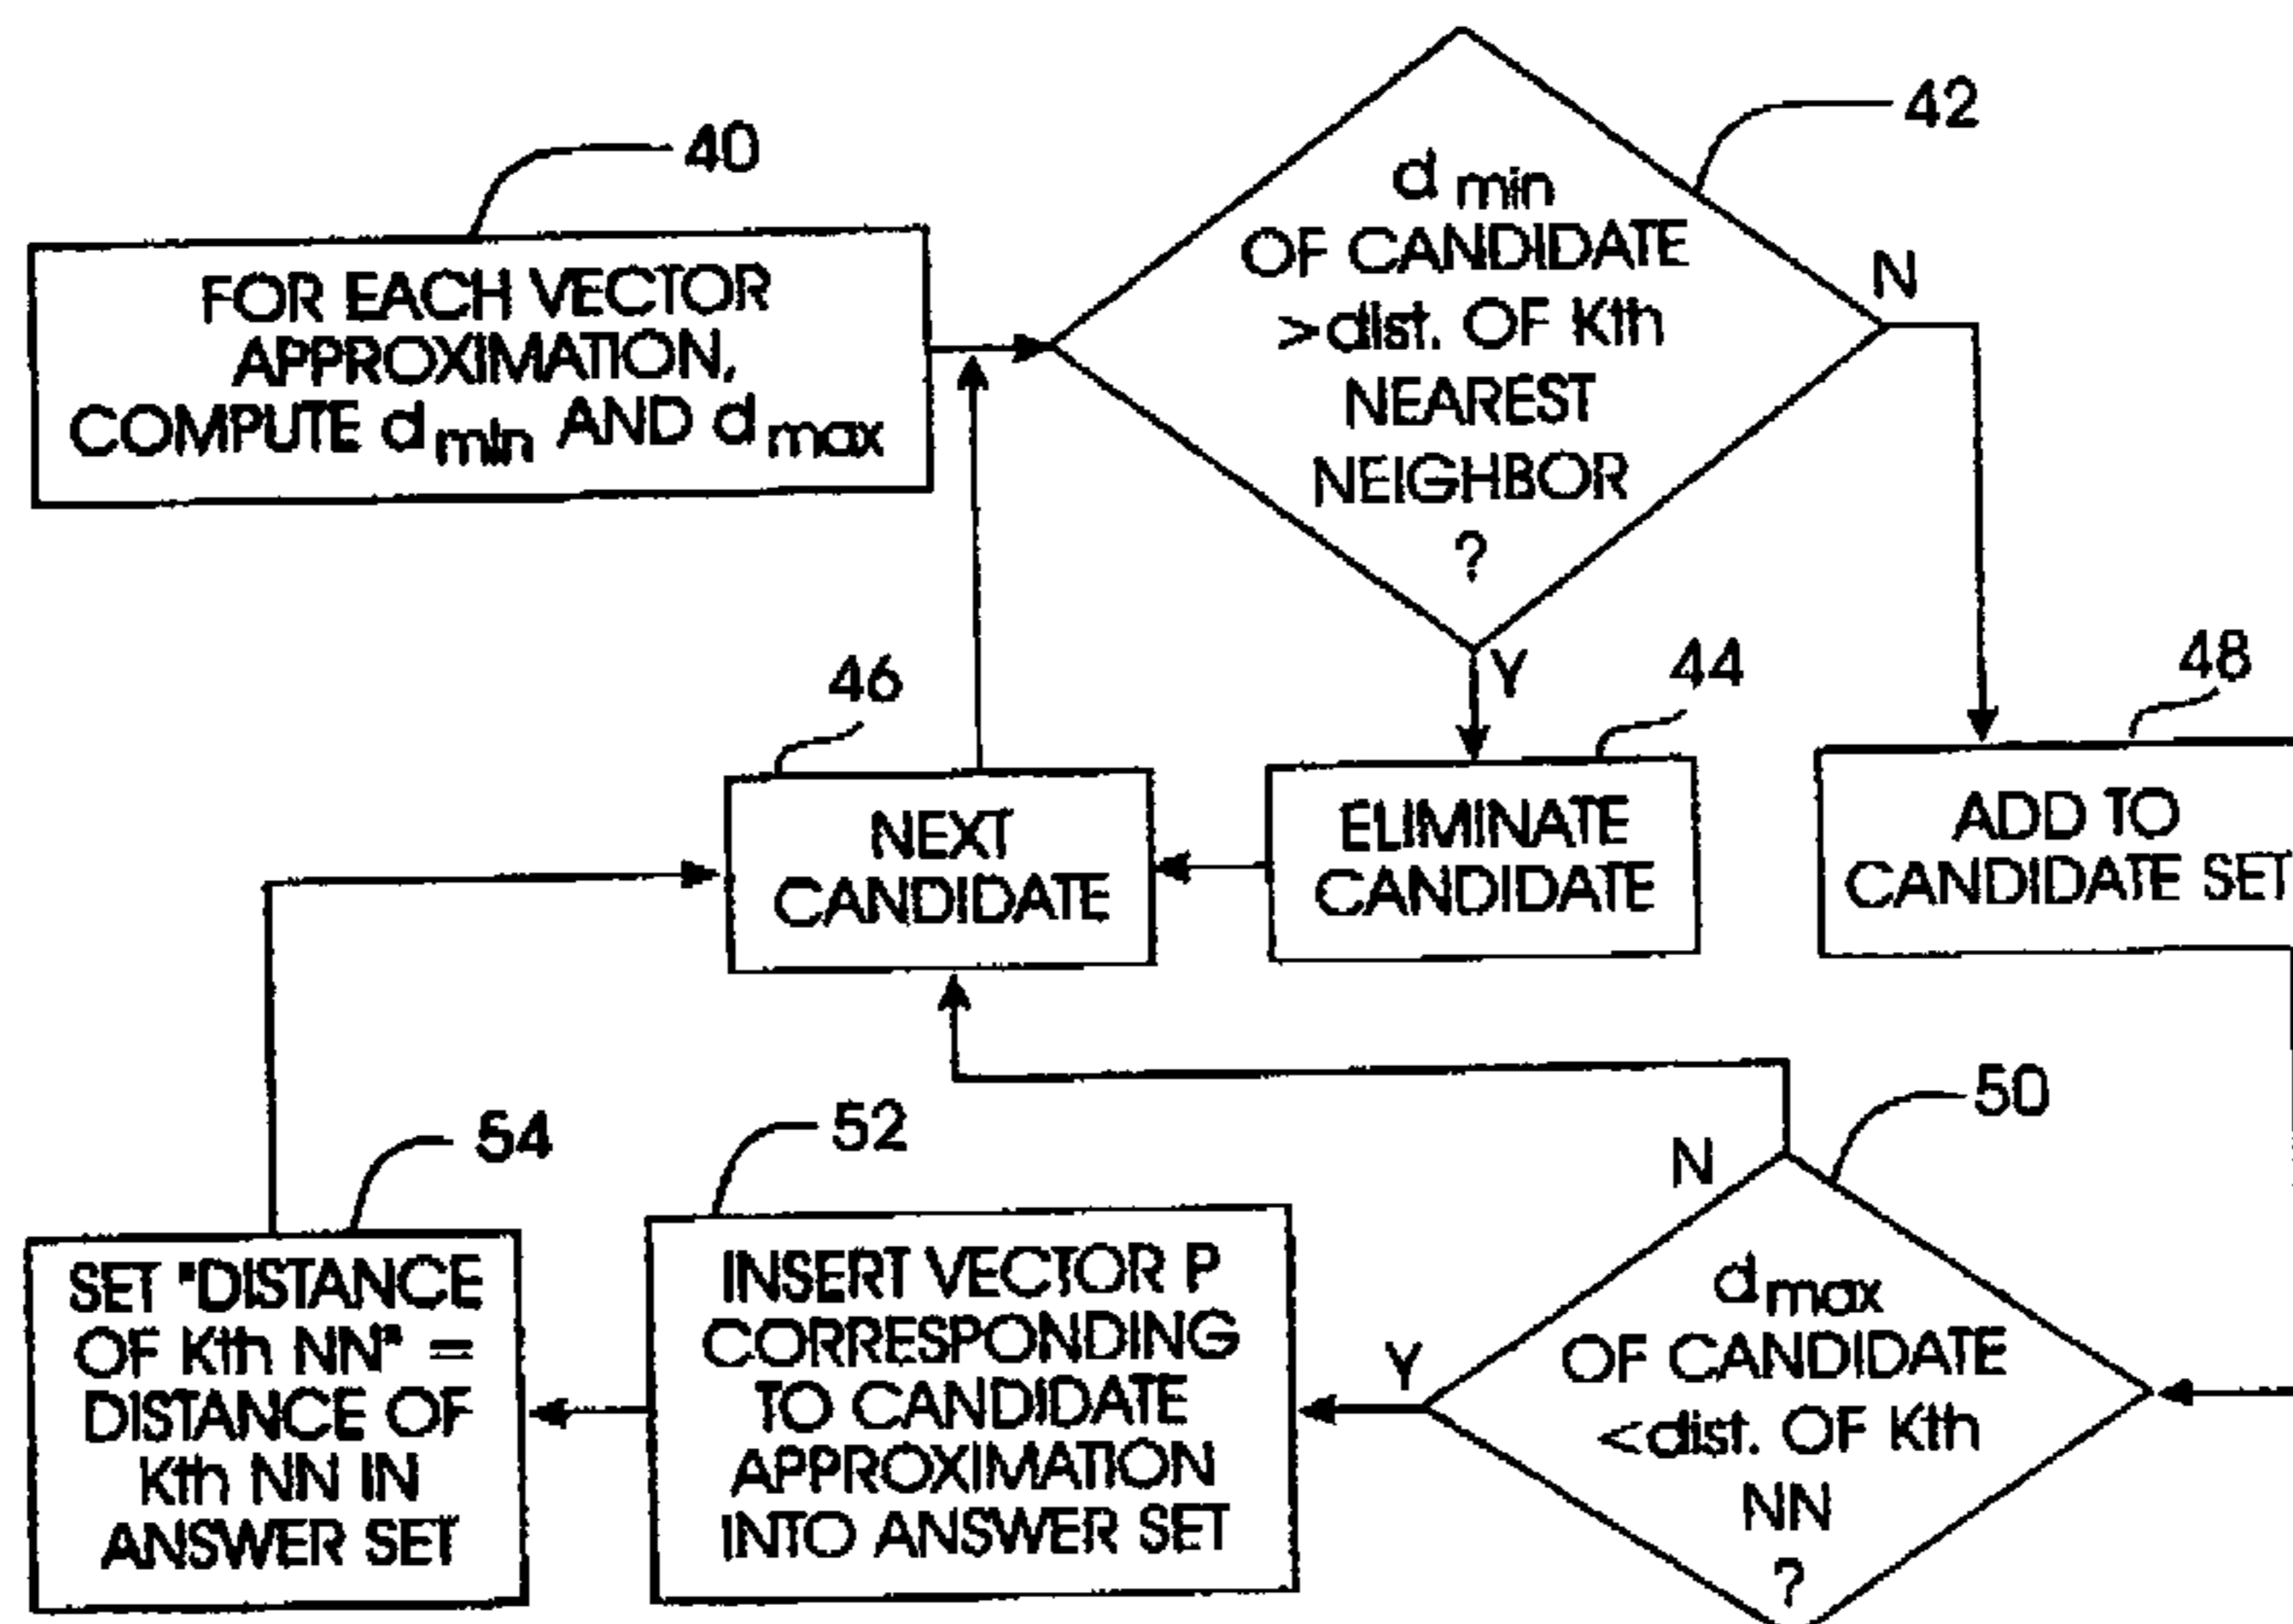 40
FOR EACH VECTOR
APPROXIMATION,
COMPUTE d min AND d max
42
d min
OF CANDIDATE
>dist. OF Kth
NEAREST
NEIGHBOR
?
N
Y
46
NEXT
CANDIDATE
44
ELIMINATE
CANDIDATE
48
ADD TO
CANDIDATE SET
54
SET "DISTANCE
OF Kth NN" =
DISTANCE OF
Kth NN IN
ANSWER SET
52
INSERT VECTOR P
CORRESPONDING
TO CANDIDATE
APPROXIMATION
INTO ANSWER SET
50
N
Y
d max
OF CANDIDATE
<dist. OF Kth
NN
?